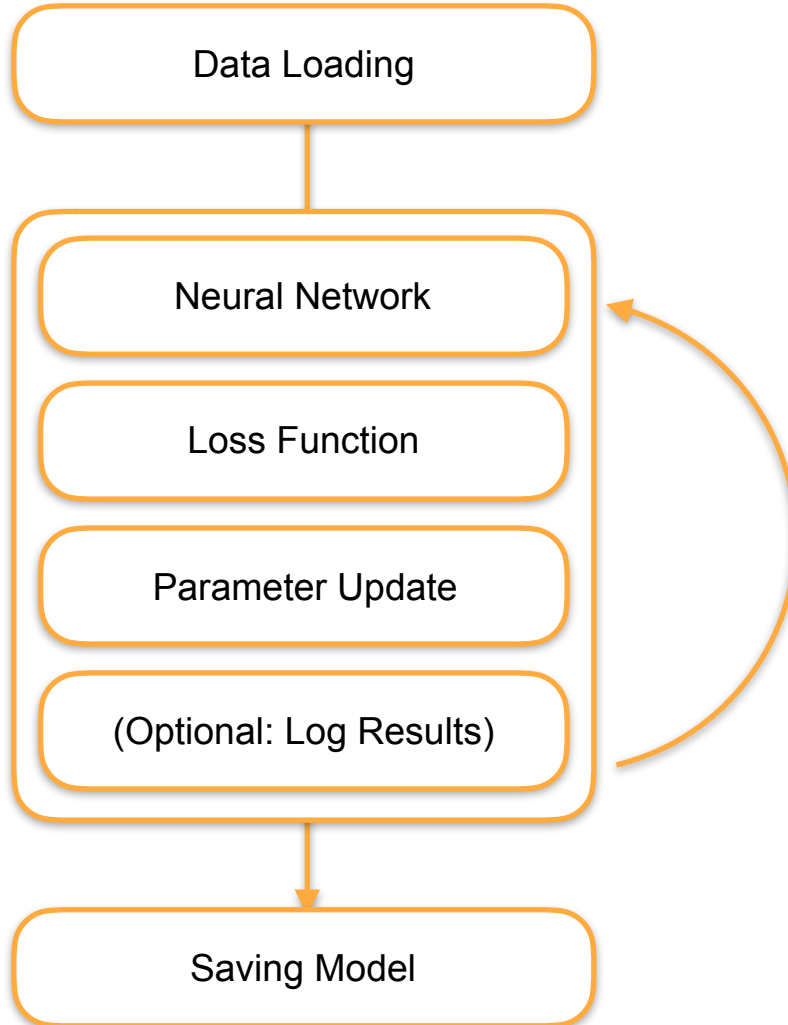 Data Loading
Neural Network
Loss Function
Parameter Update
(Optional: Log Results)
Saving Model